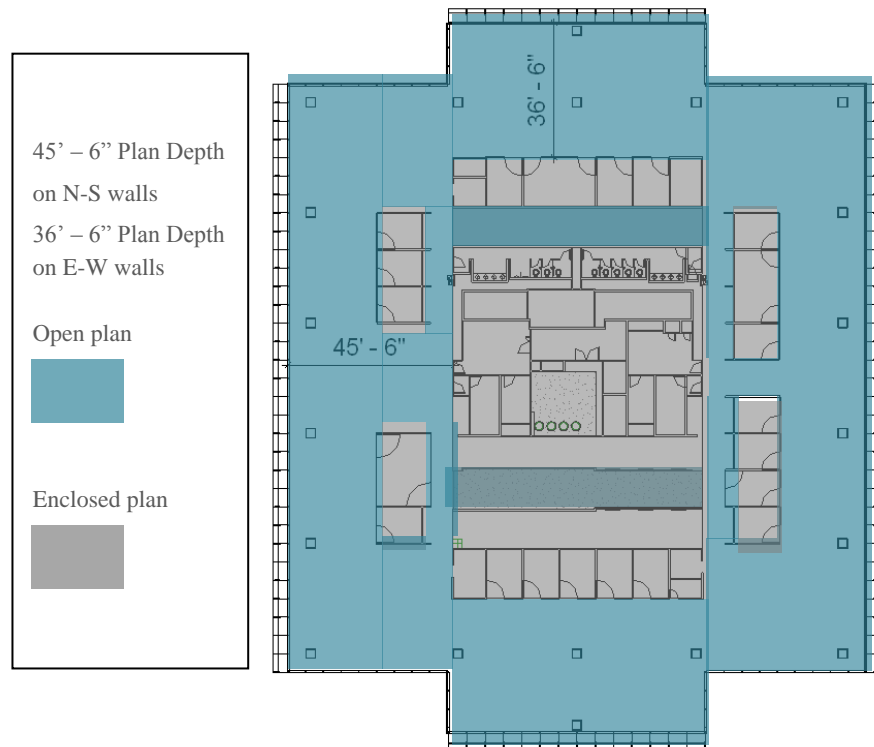 45’ – 6” Plan Depth
on N-S walls
36’ – 6” Plan Depth
on E-W walls
Open plan
Enclosed plan
36' - 6"
45' - 6"